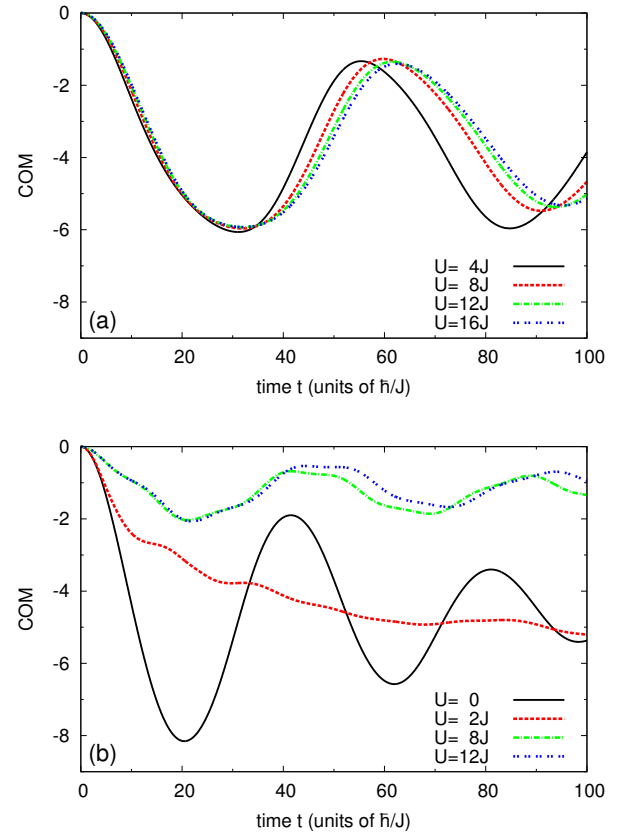 0
-2
-4
-6
-8
COM
(a)
U= 4J
U= 8J
U=12J
U=16J
0 20 40 60 80 100
time t (units of ħ/J)
0
-2
-4
-6
-8
COM
(b)
U= 0
U= 2J
U= 8J
U=12J
0 20 40 60 80 100
time t (units of ħ/J)